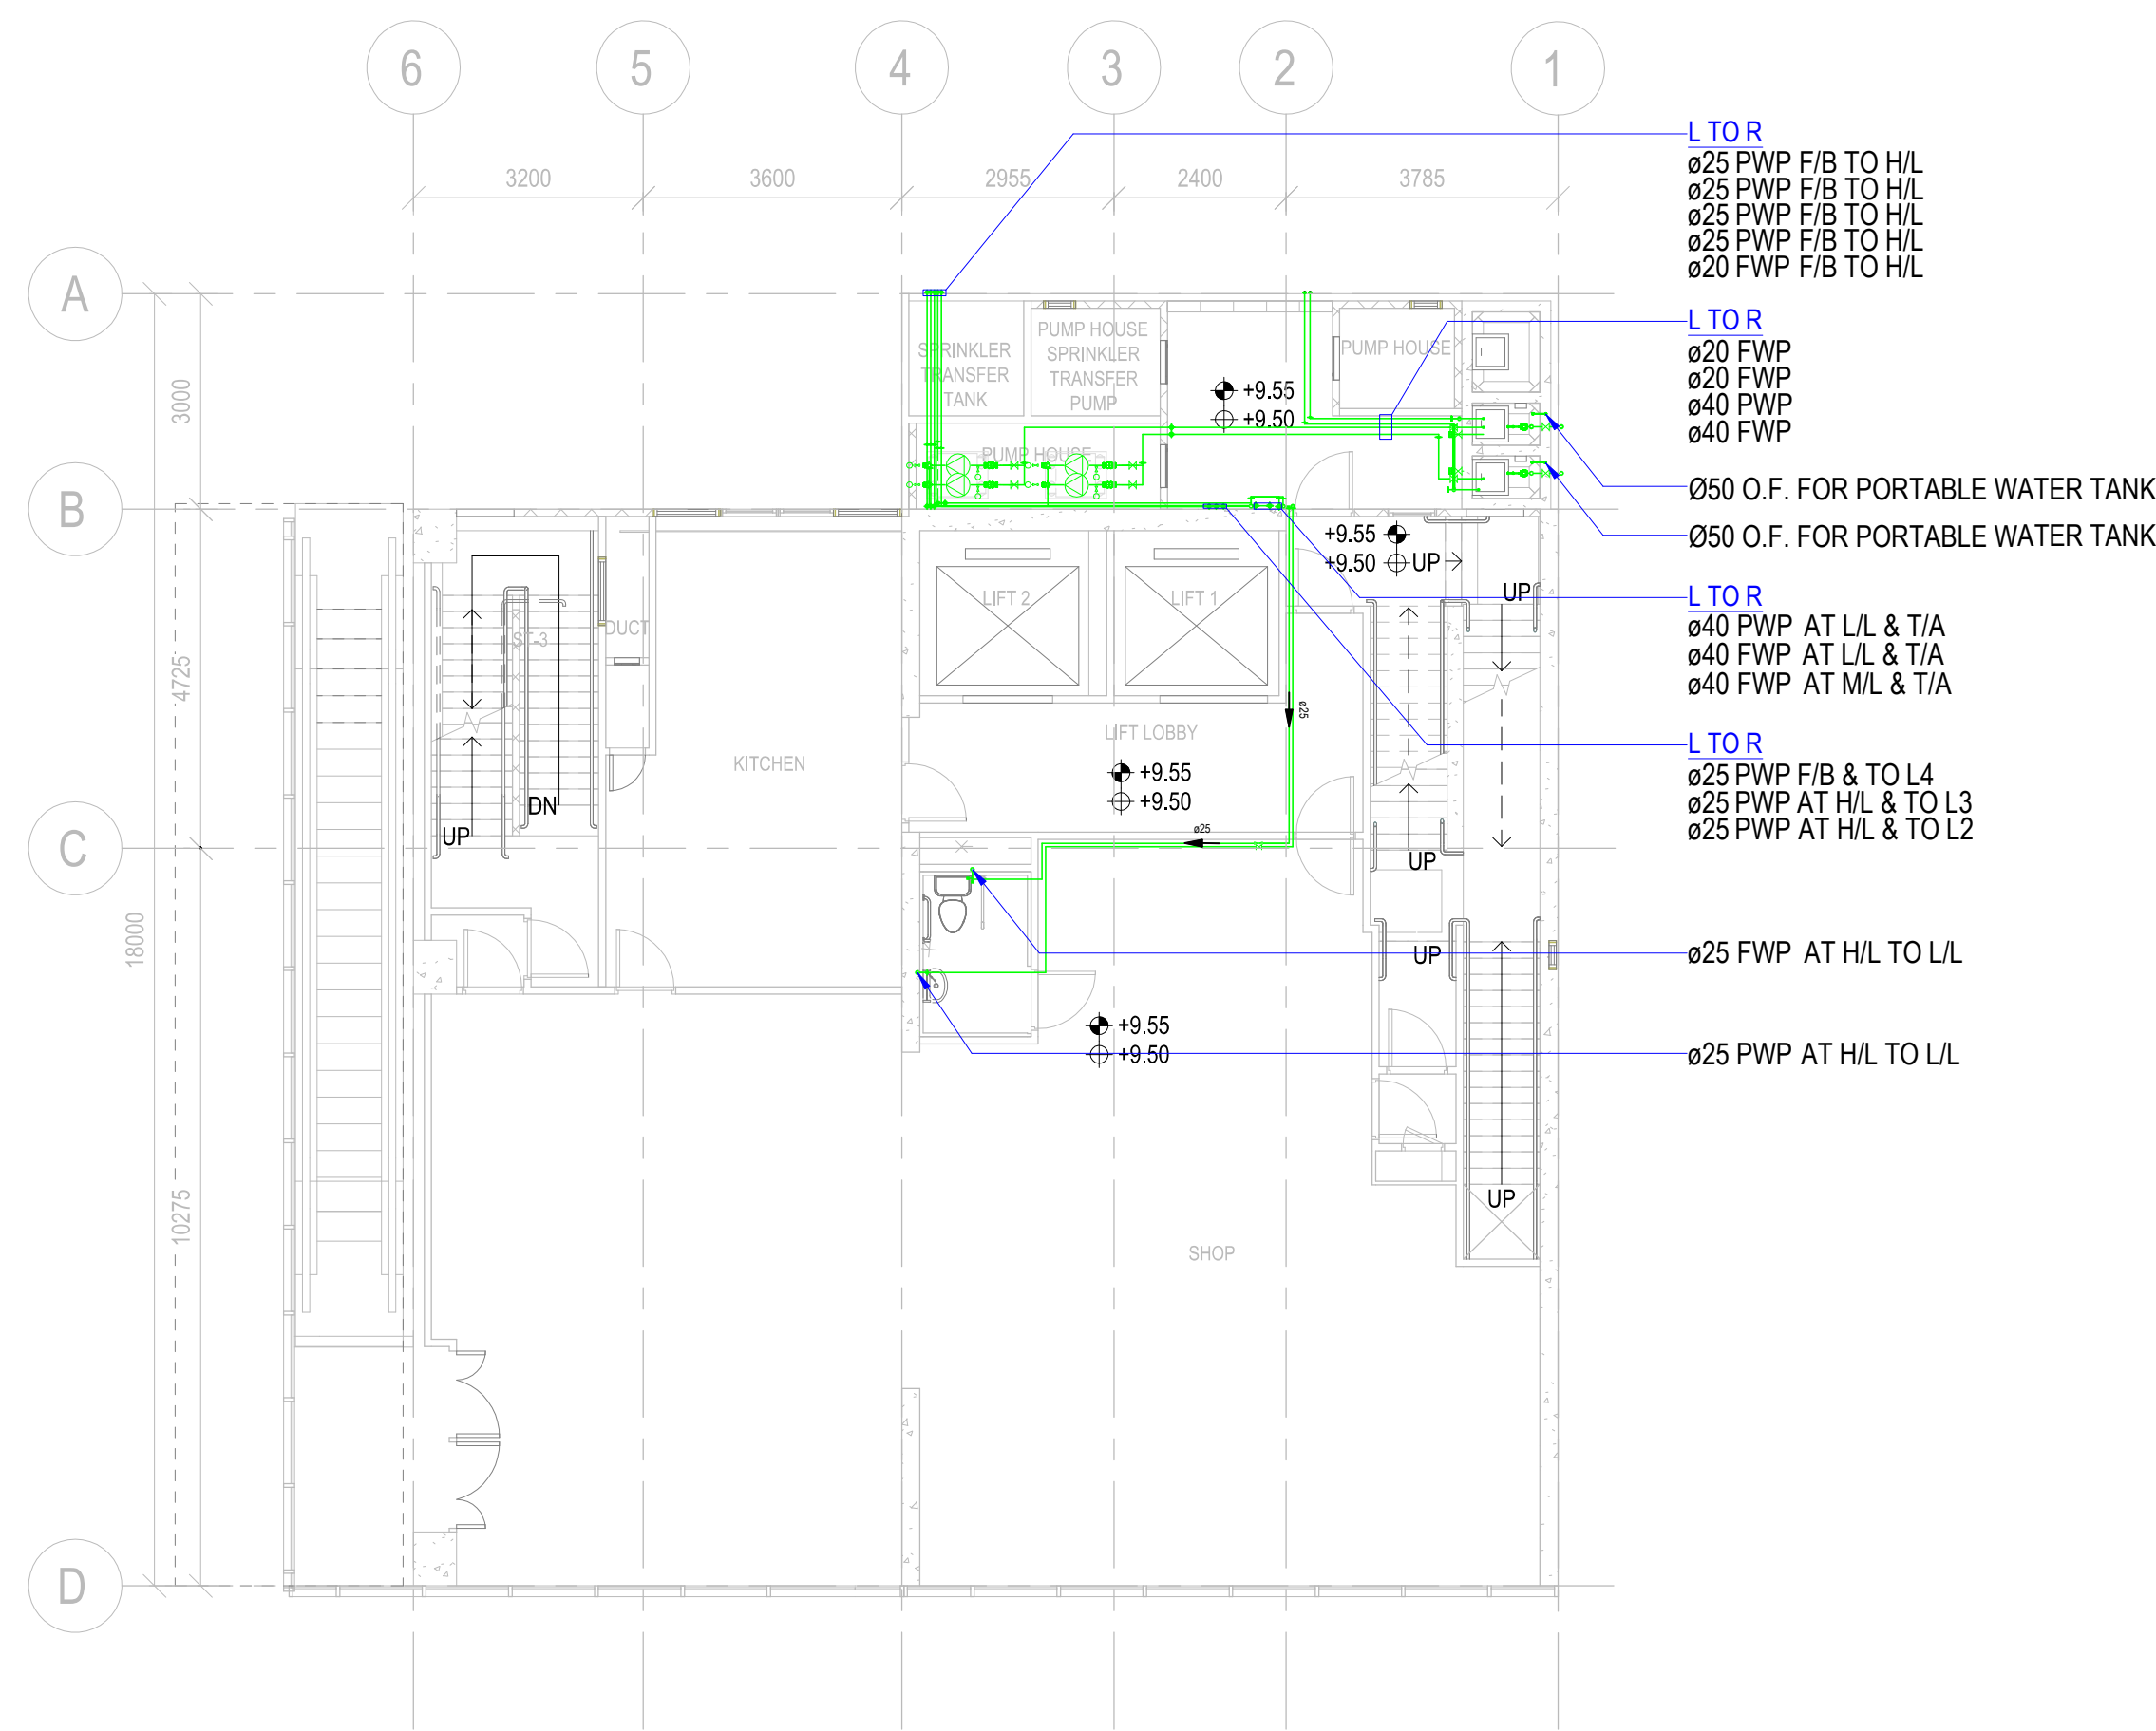 6
5
4
3
2
1
3200
3600
2955
2400
3785
A
B
C
D
3000
4725
18000
10275
L TO R
ø25 PWP F/B TO H/L
ø25 PWP F/B TO H/L
ø25 PWP F/B TO H/L
ø25 PWP F/B TO H/L
ø20 FWP F/B TO H/L
L TO R
ø20 FWP
ø20 FWP
ø40 PWP
ø40 FWP
Ø50 O.F. FOR PORTABLE WATER TANK
Ø50 O.F. FOR PORTABLE WATER TANK
L TO R
ø40 PWP AT L/L & T/A
ø40 FWP AT L/L & T/A
ø40 FWP AT M/L & T/A
L TO R
ø25 PWP F/B & TO L4
ø25 PWP AT H/L & TO L3
ø25 PWP AT H/L & TO L2
ø25 FWP AT H/L TO L/L
ø25 PWP AT H/L TO L/L
SPRINKLER
TRANSFER
TANK
PUMP HOUSE
SPRINKLER
TRANSFER
PUMP
PUMP HOUSE
PUMP HOUSE
+9.55
+9.50
+9.55
+9.50
UP
UP
LIFT 2
LIFT 1
ST-3
DUCT
KITCHEN
LIFT LOBBY
+9.55
+9.50
ø25
ø25
DN
UP
UP
UP
+9.55
+9.50
UP
SHOP